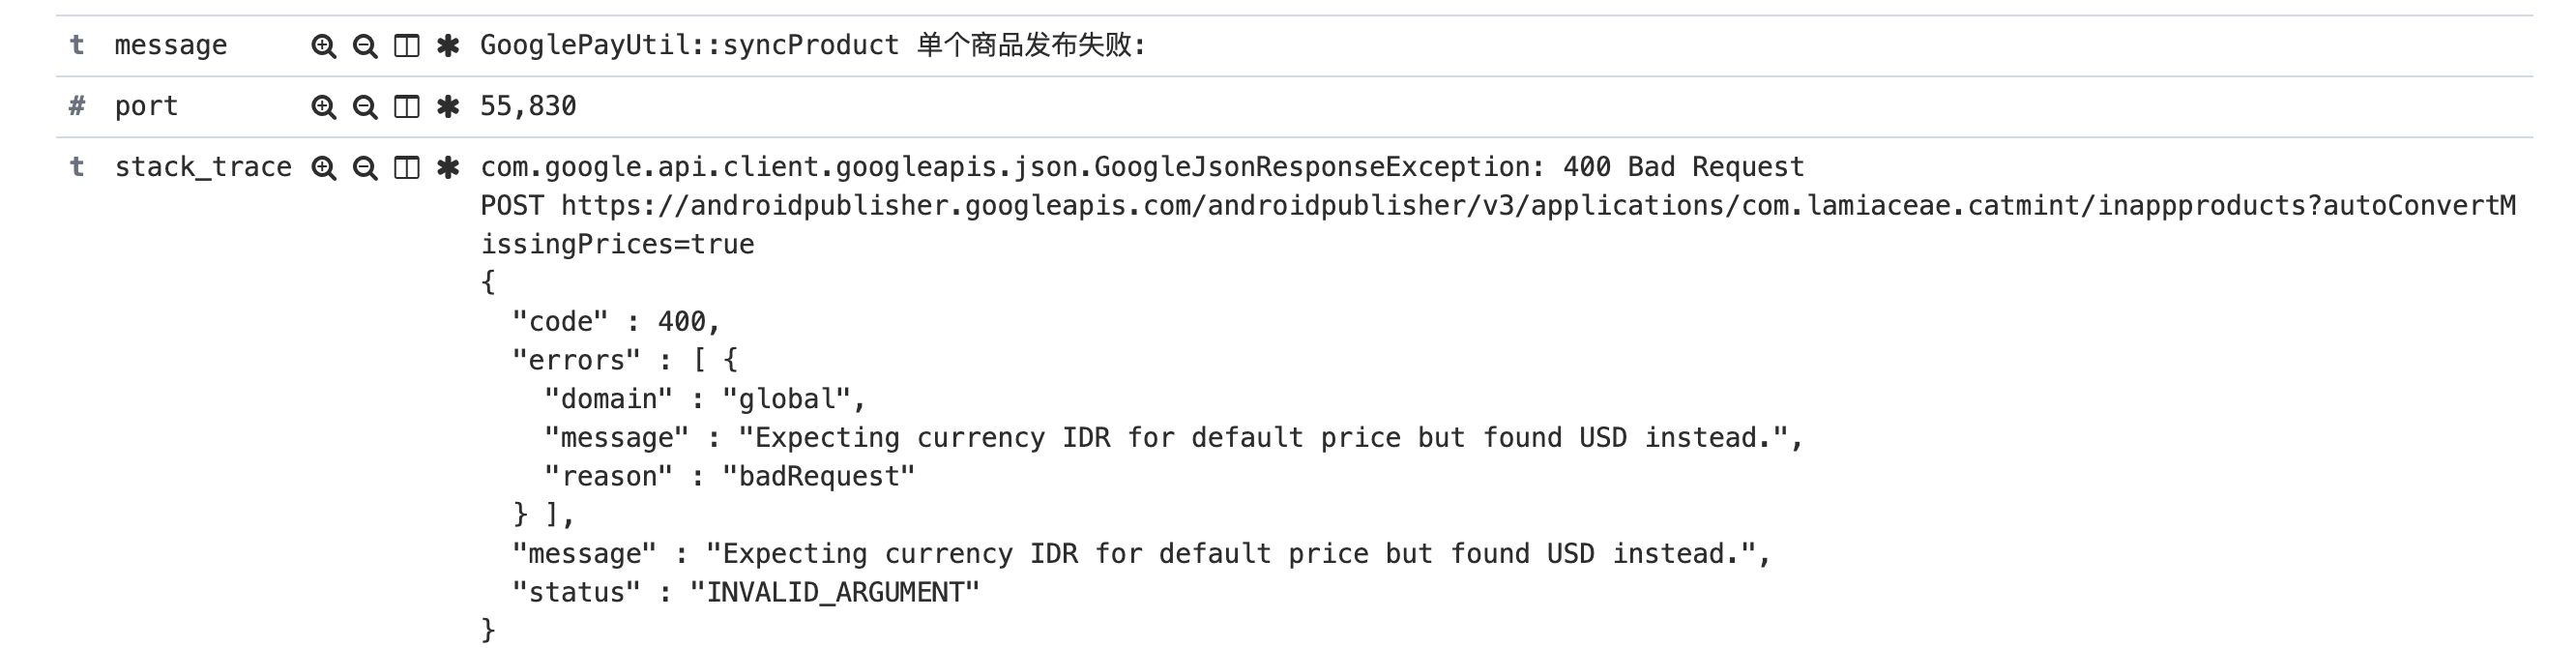 t message GooglePayUtil::syncProduct 单个商品发布失败:
# port 55,830
t stack_trace com.google.api.client.googleapis.json.GoogleJsonResponseException: 400 Bad Request
POST https://androidpublisher.googleapis.com/androidpublisher/v3/applications/com.lamiaceae.catmint/inappproducts?autoConvertM
issingPrices=true
{
  "code" : 400,
  "errors" : [ {
    "domain" : "global",
    "message" : "Expecting currency IDR for default price but found USD instead.",
    "reason" : "badRequest"
  } ],
  "message" : "Expecting currency IDR for default price but found USD instead.",
  "status" : "INVALID_ARGUMENT"
}